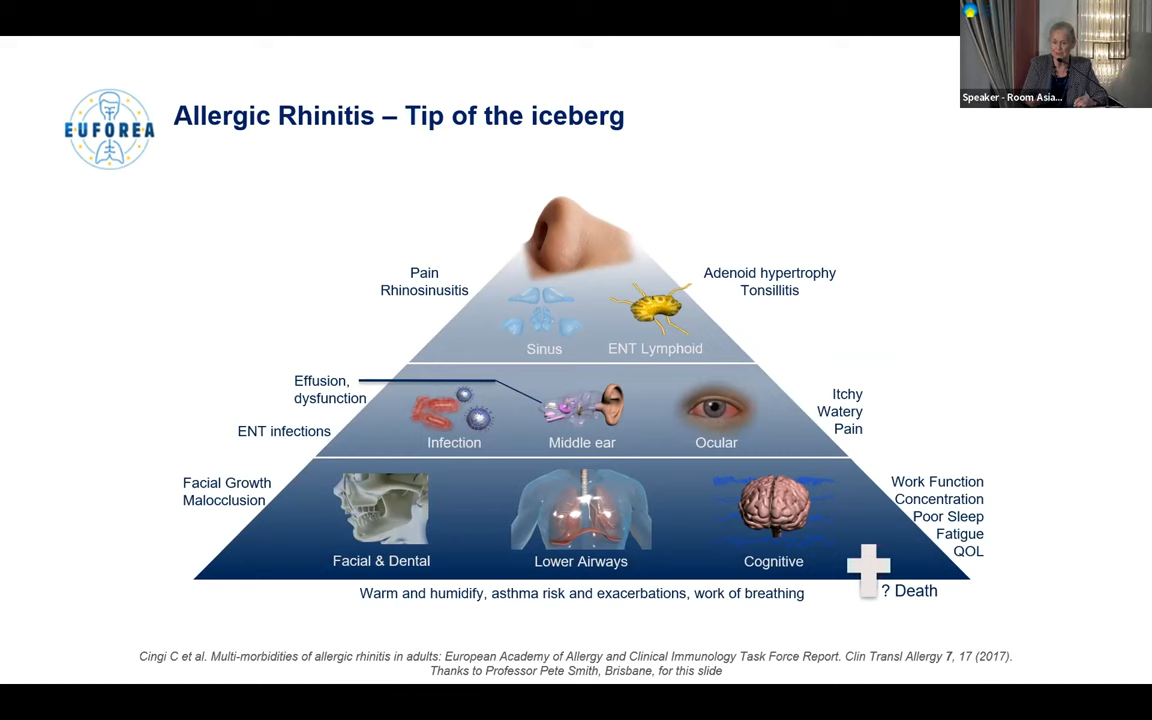 Speaker - Room Asia...
EUFOREA
Allergic Rhinitis – Tip of the iceberg
Pain
Rhinosinusitis
Adenoid hypertrophy
Tonsillitis
Sinus
ENT Lymphoid
Effusion,
dysfunction
ENT infections
Infection
Middle ear
Ocular
Itchy
Watery
Pain
Facial Growth
Malocclusion
Facial & Dental
Lower Airways
Cognitive
Work Function
Concentration
Poor Sleep
Fatigue
QOL
Warm and humidify, asthma risk and exacerbations, work of breathing
? Death
Cingi C et al. Multi-morbidities of allergic rhinitis in adults: European Academy of Allergy and Clinical Immunology Task Force Report. Clin Transl Allergy 7, 17 (2017).
Thanks to Professor Pete Smith, Brisbane, for this slide